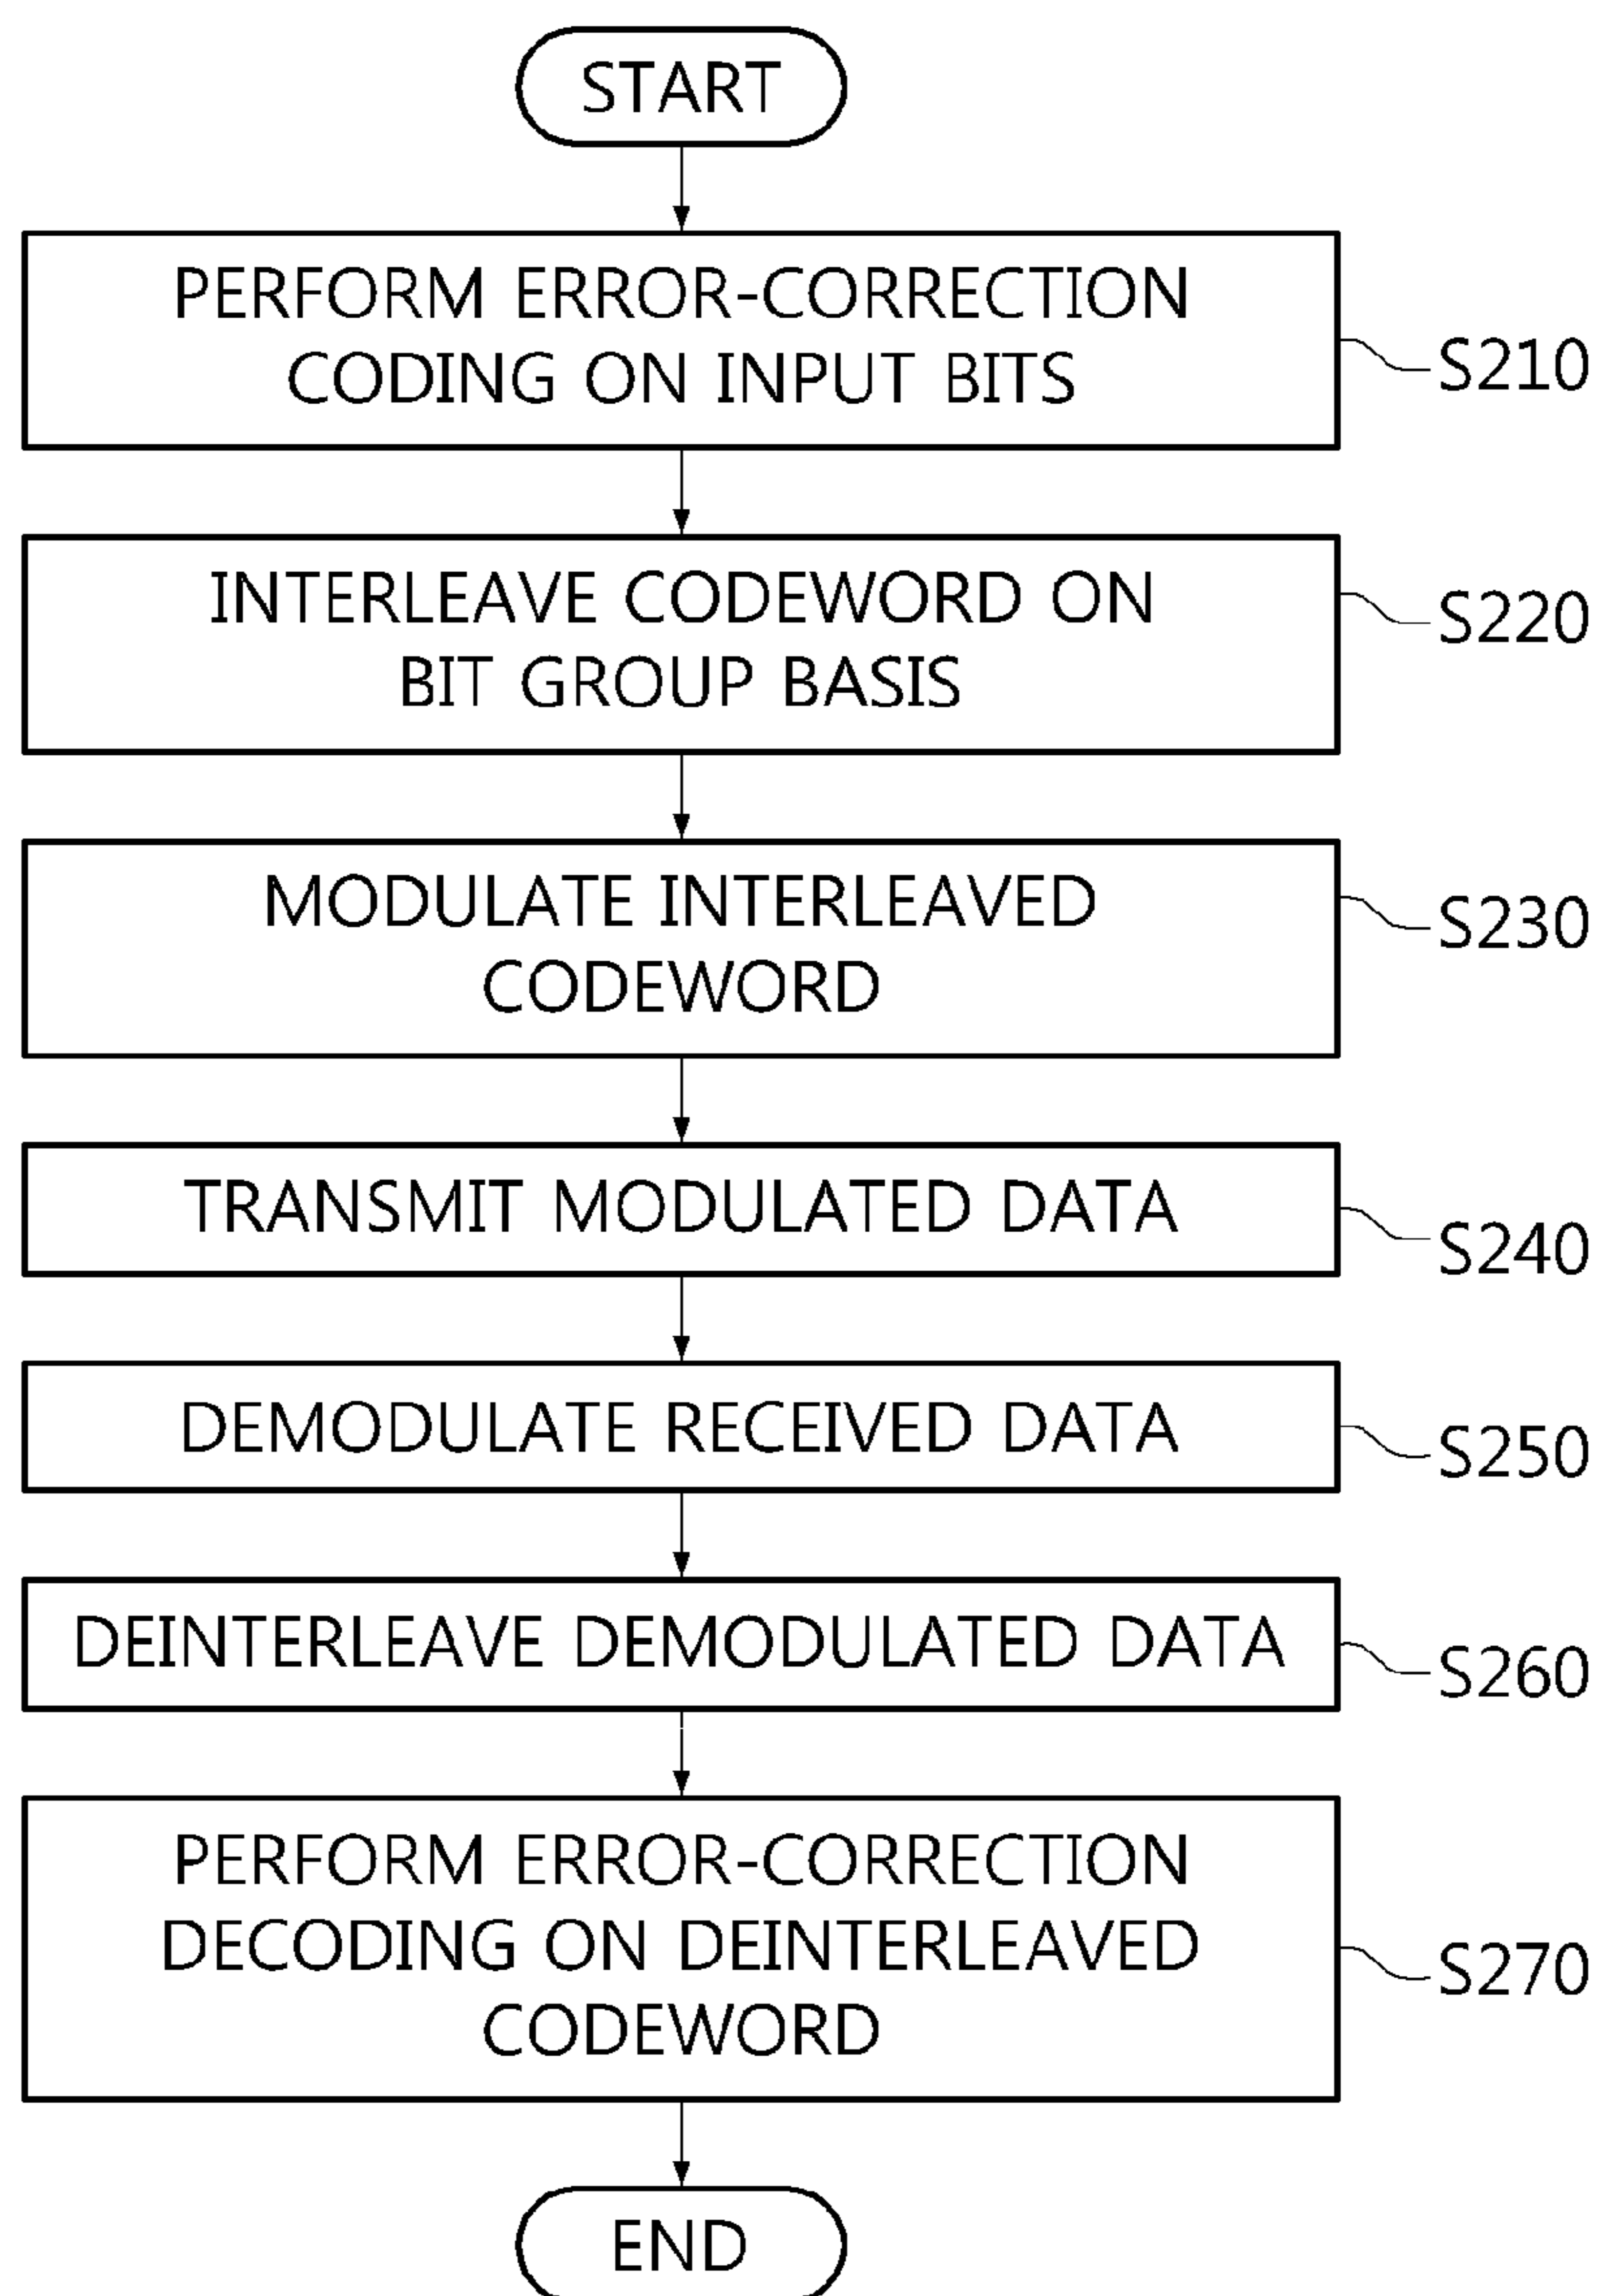 START
PERFORM ERROR-CORRECTION
CODING ON INPUT BITS
S210
INTERLEAVE CODEWORD ON
BIT GROUP BASIS
S220
MODULATE INTERLEAVED
CODEWORD
S230
TRANSMIT MODULATED DATA
S240
DEMODULATE RECEIVED DATA
S250
DEINTERLEAVE DEMODULATED DATA
S260
PERFORM ERROR-CORRECTION
DECODING ON DEINTERLEAVED
CODEWORD
S270
END